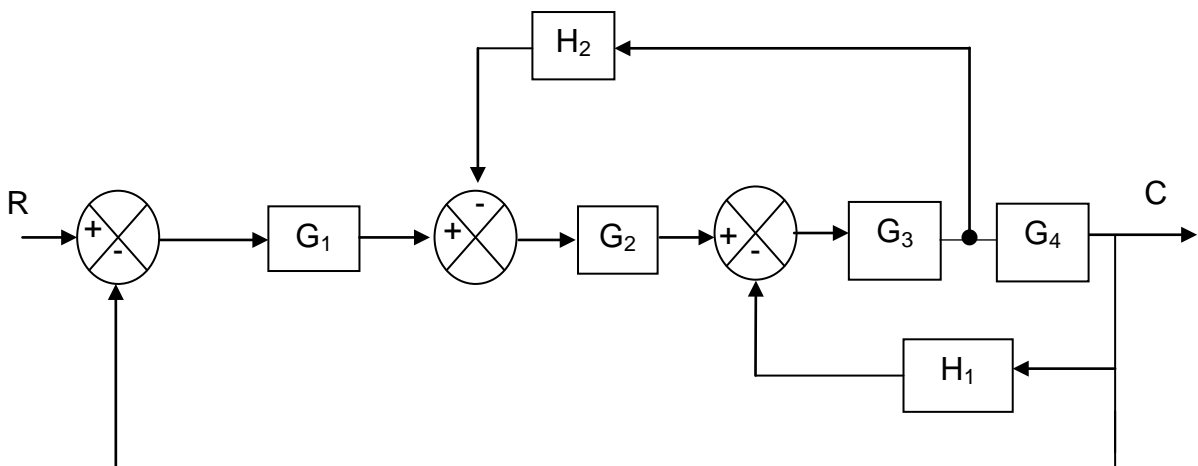 H₂
R
C
+
-
G₁
-
+
G₂
+
-
G₃
G₄
H₁